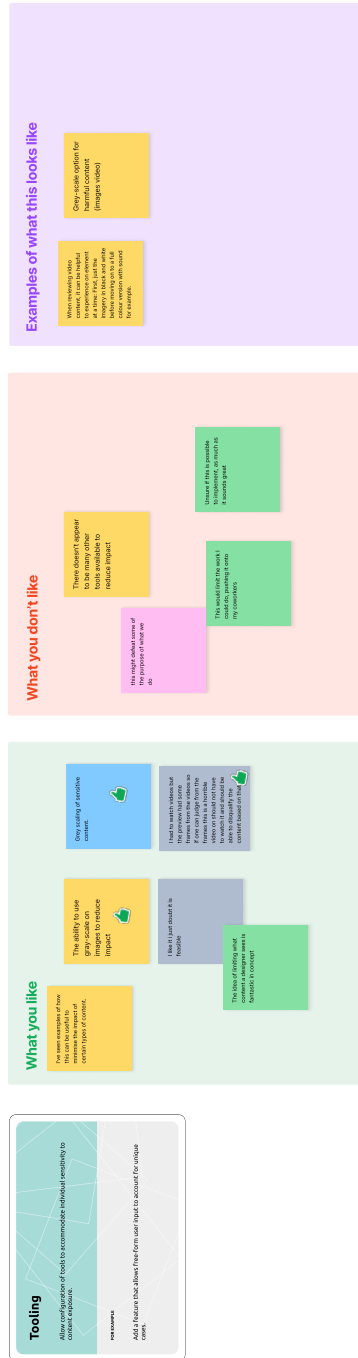 Tooling
Allow configuration of tools to accommodate individual sensitivity to
content exposure.
FOR EXAMPLE
Add a feature that allows free-form user input to account for unique
cases.
What you like
I've seen examples of how
this can be useful to
minimise the impact of
certain types of content.
The ability to use
gray-scale on
images to reduce
impact
Grey scaling of sensitive
content.
I like it I just doubt it is
feasible
I had to watch videos but
the preview had some
frames from the videos so
if one can judge from the
frames this is a horrible
video on should not have
to watch it and should be
able to disqualify the
content based on that
The idea of limiting what
content a designer sees is
fantastic in concept
What you don't like
There doesn't appear
to be many other
tools available to
reduce impact
this might defeat some of
the purpose of what we
do
This would limit the work I
could do, pushing it onto
my coworkers
Unsure if this is possible
to implement, as much as
it sounds great
Examples of what this looks like
When reviewing video
content, it can be helpful
to experience on element
at a time: First, just the
imagery in black and white
before moving on to a full
colour version with sound
for example.
Grey-scale option for
harmful content
(images video)